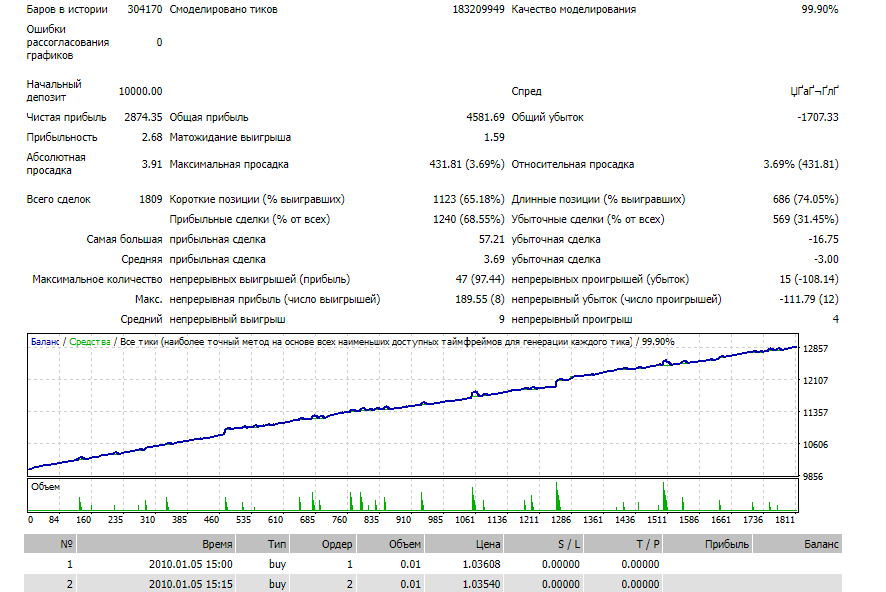 Баров в истории 304170 Смоделировано тиков 183209949 Качество моделирования 99.90%
Ошибки
рассогласования 0
графиков
Начальный
депозит 10000.00 Спред
Чистая прибыль 2874.35 Общая прибыль 4581.69 Общий убыток -1707.33
Прибыльность 2.68 Матожидание выигрыша 1.59
Абсолютная
просадка 3.91 Максимальная просадка 431.81 (3.69%) Относительная просадка 3.69% (431.81)
Всего сделок 1809 Короткие позиции (% выигравших) 1123 (65.18%) Длинные позиции (% выигравших) 686 (74.05%)
Прибыльные сделки (% от всех) 1240 (68.55%) Убыточные сделки (% от всех) 569 (31.45%)
Самая большая прибыльная сделка 57.21 убыточная сделка -16.75
Средняя прибыльная сделка 3.69 убыточная сделка -3.00
Максимальное количество непрерывных выигрышей (прибыль) 47 (97.44) непрерывных проигрышей (убыток) 15 (-108.14)
Макс. непрерывная прибыль (число выигрышей) 189.55 (8) непрерывный убыток (число проигрышей) -111.79 (12)
Средний непрерывный выигрыш 9 непрерывный проигрыш 4
Баланс / Средства / Все тики (наиболее точный метод на основе всех наименьших доступных таймфреймов для генерации каждого тика) / 99.90%
12857
12107
11357
10606
9856
Объем
0 84 160 235 310 385 460 535 610 685 760 835 910 985 1061 1136 1211 1286 1361 1436 1511 1586 1661 1736 1811
№ Время Тип Ордер Объем Цена S / L T / P Прибыль Баланс
1 2010.01.05 15:00 buy 1 0.01 1.03608 0.00000 0.00000
2 2010.01.05 15:15 buy 2 0.01 1.03540 0.00000 0.00000